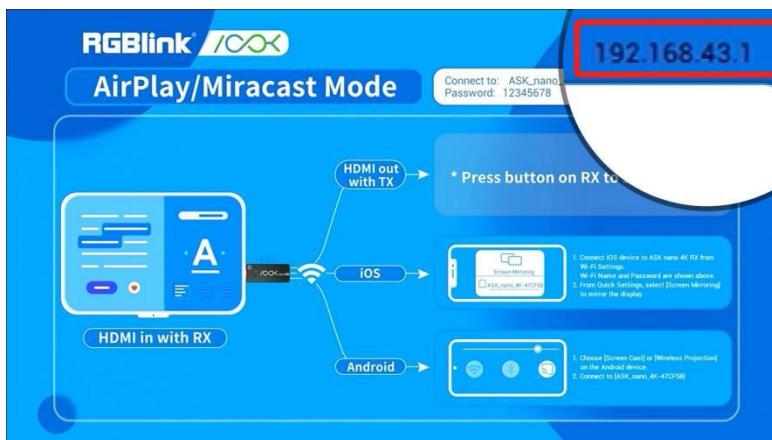 RGBlink ASK
192.168.43.1
AirPlay/Miracast Mode
Connect to: ASK_nano
Password: 12345678
HDMI out
with TX
* Press button on RX to
A
HDMI in with RX
iOS
Screen Mirroring
ASK_nano_4K-47CF58
1. Connect iOS device to ASK nano 4K RX from
Wi-Fi Settings.
Wi-Fi Name and Password are shown above.
2. From Quick Settings, select [Screen Mirroring]
to mirror the display
Android
1. Choose [Screen Cast] or [Wireless Projection]
on the Android device.
2. Connect to [ASK_nano_4K-47CF58]